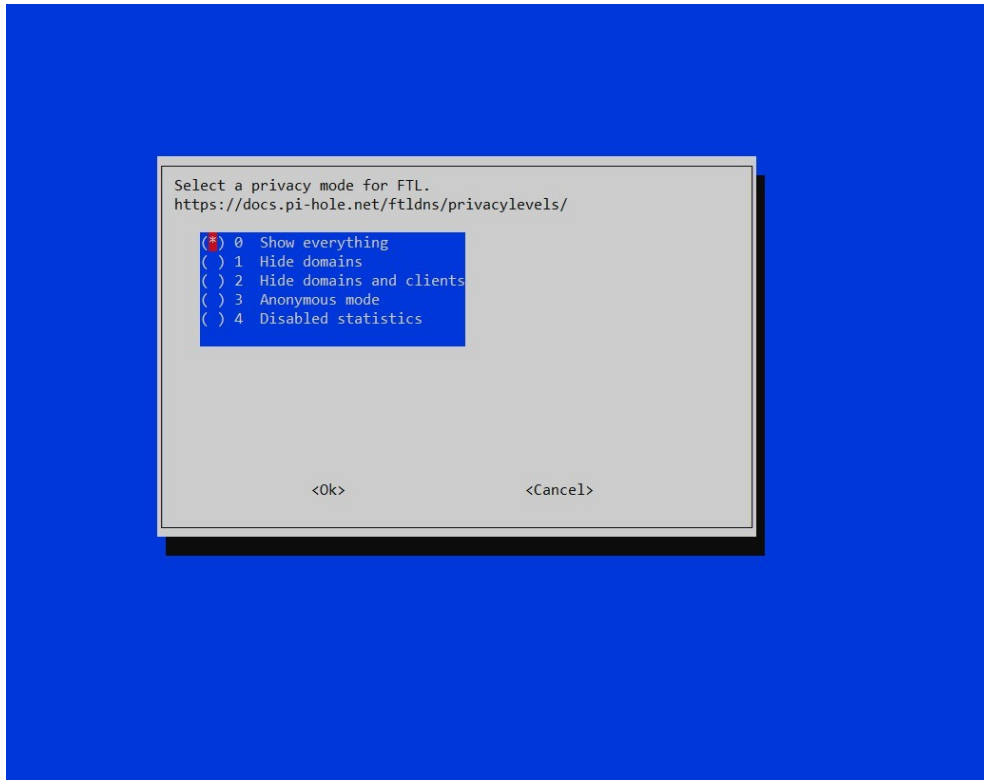 Select a privacy mode for FTL.
https://docs.pi-hole.net/ftldns/privacylevels/
(*) 0 Show everything
( ) 1 Hide domains
( ) 2 Hide domains and clients
( ) 3 Anonymous mode
( ) 4 Disabled statistics
<Ok> <Cancel>